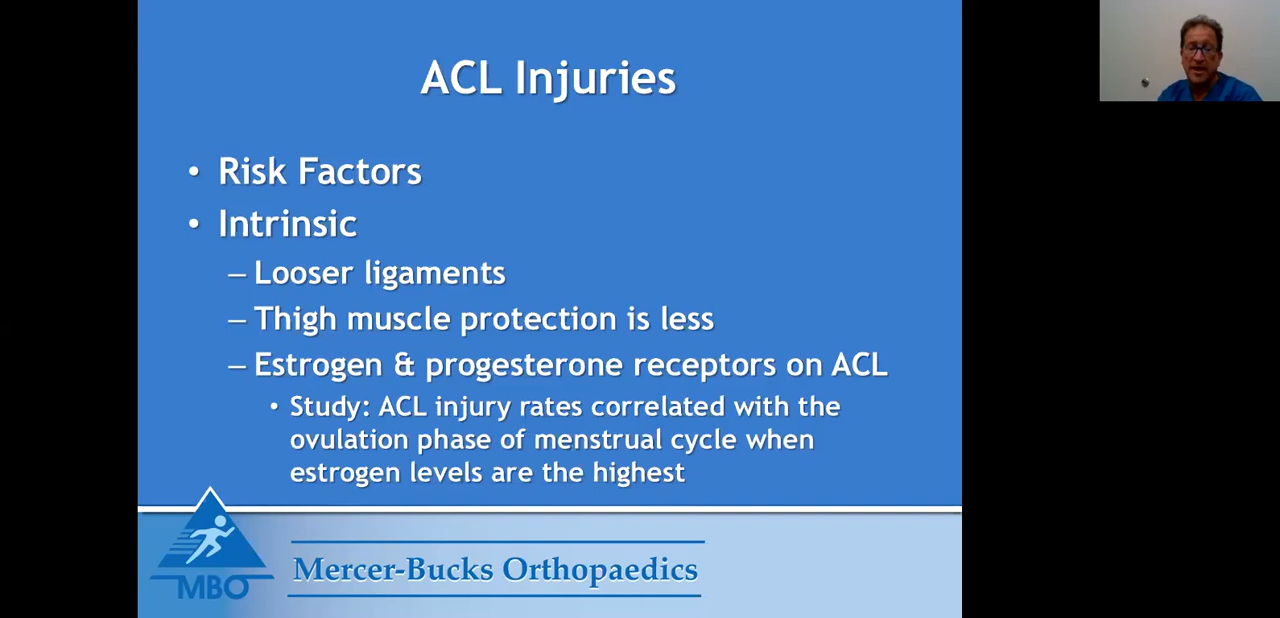 ACL Injuries
• Risk Factors
• Intrinsic
– Looser ligaments
– Thigh muscle protection is less
– Estrogen & progesterone receptors on ACL
• Study: ACL injury rates correlated with the
ovulation phase of menstrual cycle when
estrogen levels are the highest
MBO
Mercer-Bucks Orthopaedics